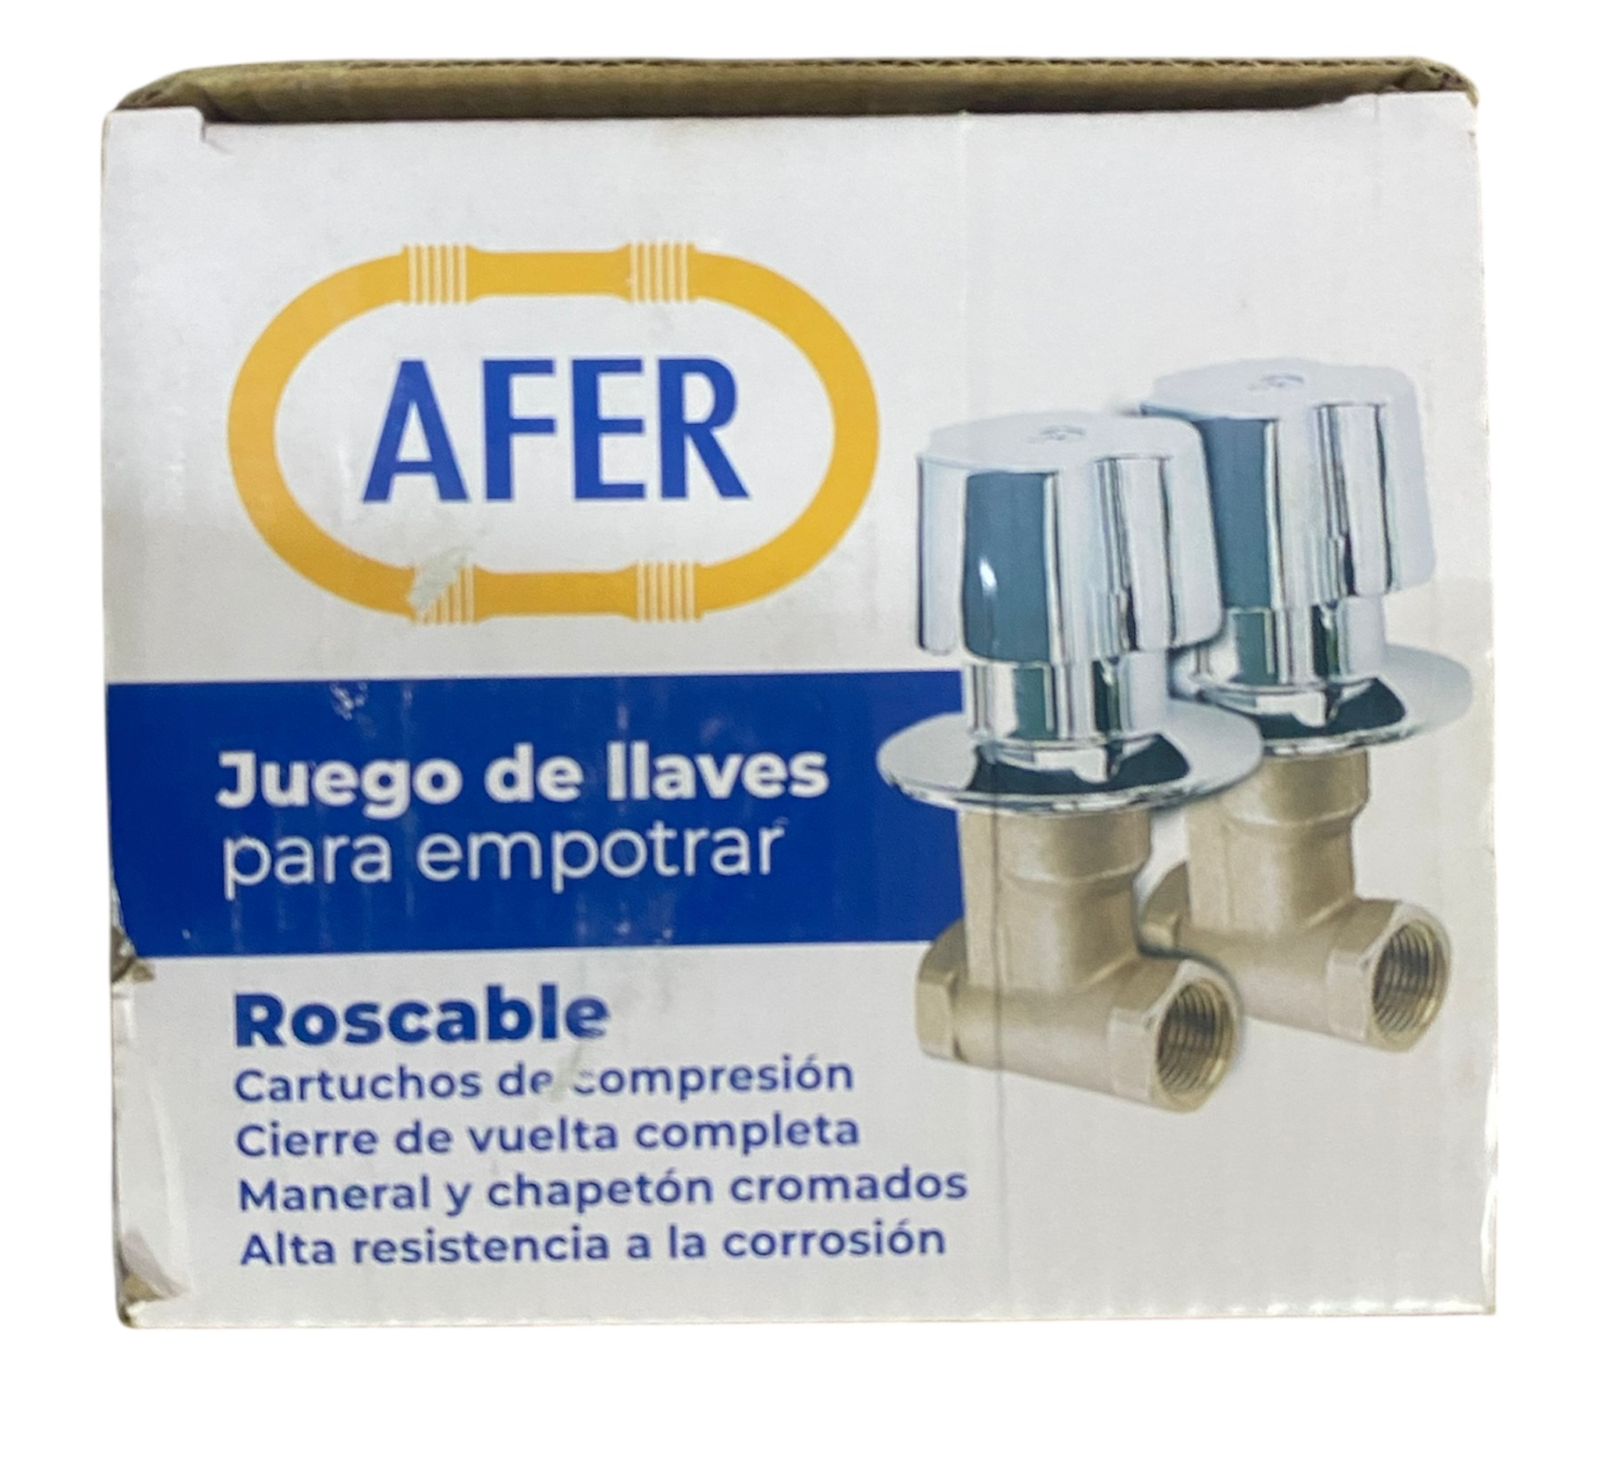 AFER
Juego de llaves
para empotrar
Roscable
Cartuchos de compresión
Cierre de vuelta completa
Maneral y chapetón cromados
Alta resistencia a la corrosión